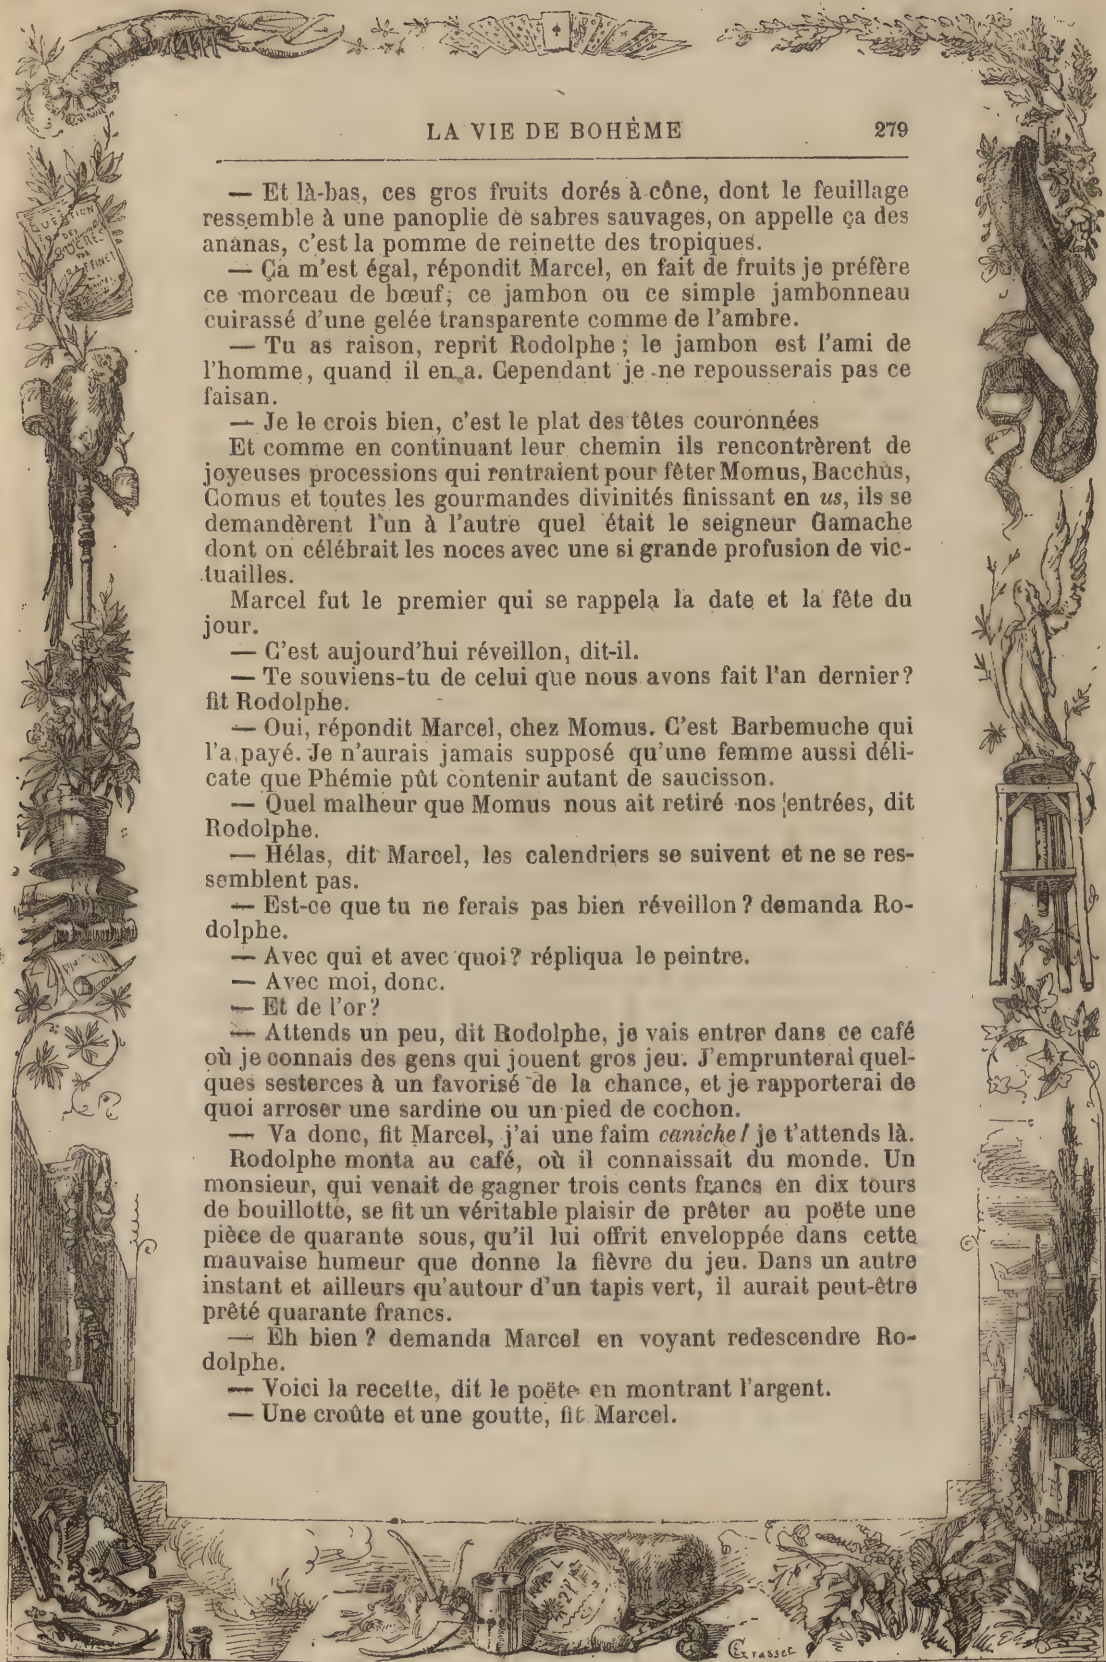 LA VIE DE BOHÈME 279
— Et là-bas, ces gros fruits dorés à cône, dont le feuillage
ressemble à une panoplie de sabres sauvages, on appelle ça des
ananas, c'est la pomme de reinette des tropiques.
— Ça m'est égal, répondit Marcel, en fait de fruits je préfère
ce morceau de bœuf, ce jambon ou ce simple jambonneau
cuirassé d'une gelée transparente comme de l'ambre.
— Tu as raison, reprit Rodolphe ; le jambon est l'ami de
l'homme, quand il en a. Cependant je ne repousserais pas ce
faisan.
— Je le crois bien, c'est le plat des têtes couronnées
Et comme en continuant leur chemin ils rencontrèrent de
joyeuses processions qui rentraient pour fêter Momus, Bacchus,
Comus et toutes les gourmandes divinités finissant en us, ils se
demandèrent l'un à l'autre quel était le seigneur Gamache
dont on célébrait les noces avec une si grande profusion de vic-
tuailles.
Marcel fut le premier qui se rappela la date et la fête du
jour.
— C'est aujourd'hui réveillon, dit-il.
— Te souviens-tu de celui que nous avons fait l'an dernier?
fit Rodolphe.
— Oui, répondit Marcel, chez Momus. C'est Barbemuche qui
l'a payé. Je n'aurais jamais supposé qu'une femme aussi déli-
cate que Phémie pût contenir autant de saucisson.
— Quel malheur que Momus nous ait retiré nos entrées, dit
Rodolphe.
— Hélas, dit Marcel, les calendriers se suivent et ne se res-
semblent pas.
— Est-ce que tu ne ferais pas bien réveillon? demanda Ro-
dolphe.
— Avec qui et avec quoi? répliqua le peintre.
— Avec moi, donc.
— Et de l'or?
— Attends un peu, dit Rodolphe, je vais entrer dans ce café
où je connais des gens qui jouent gros jeu. J'emprunterai quel-
ques sesterces à un favorisé de la chance, et je rapporterai de
quoi arroser une sardine ou un pied de cochon.
— Va donc, fit Marcel, j'ai une faim caniche! je t'attends là.
Rodolphe monta au café, où il connaissait du monde. Un
monsieur, qui venait de gagner trois cents francs en dix tours
de bouillotte, se fit un véritable plaisir de prêter au poëte une
pièce de quarante sous, qu'il lui offrit enveloppée dans cette
mauvaise humeur que donne la fièvre du jeu. Dans un autre
instant et ailleurs qu'autour d'un tapis vert, il aurait peut-être
prêté quarante francs.
— Eh bien ? demanda Marcel en voyant redescendre Ro-
dolphe.
— Voici la recette, dit le poëte en montrant l'argent.
— Une croûte et une goutte, fit Marcel.
QUESTION
DES
SUCRE
RAFFINE
Grasset